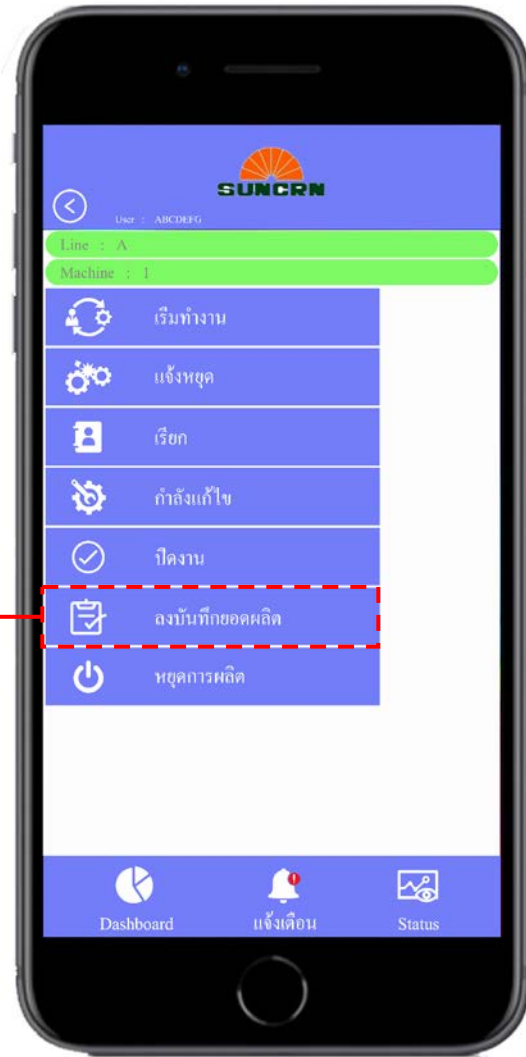 SUNCRN
User : ABCDEFG
Line : A
Machine : 1
เริ่มทำงาน
แจ้งหยุด
เรียก
กำลังแก้ไข
ปิดงาน
ลงบันทึกยอดผลิต
หยุดการผลิต
Dashboard
แจ้งเตือน
Status